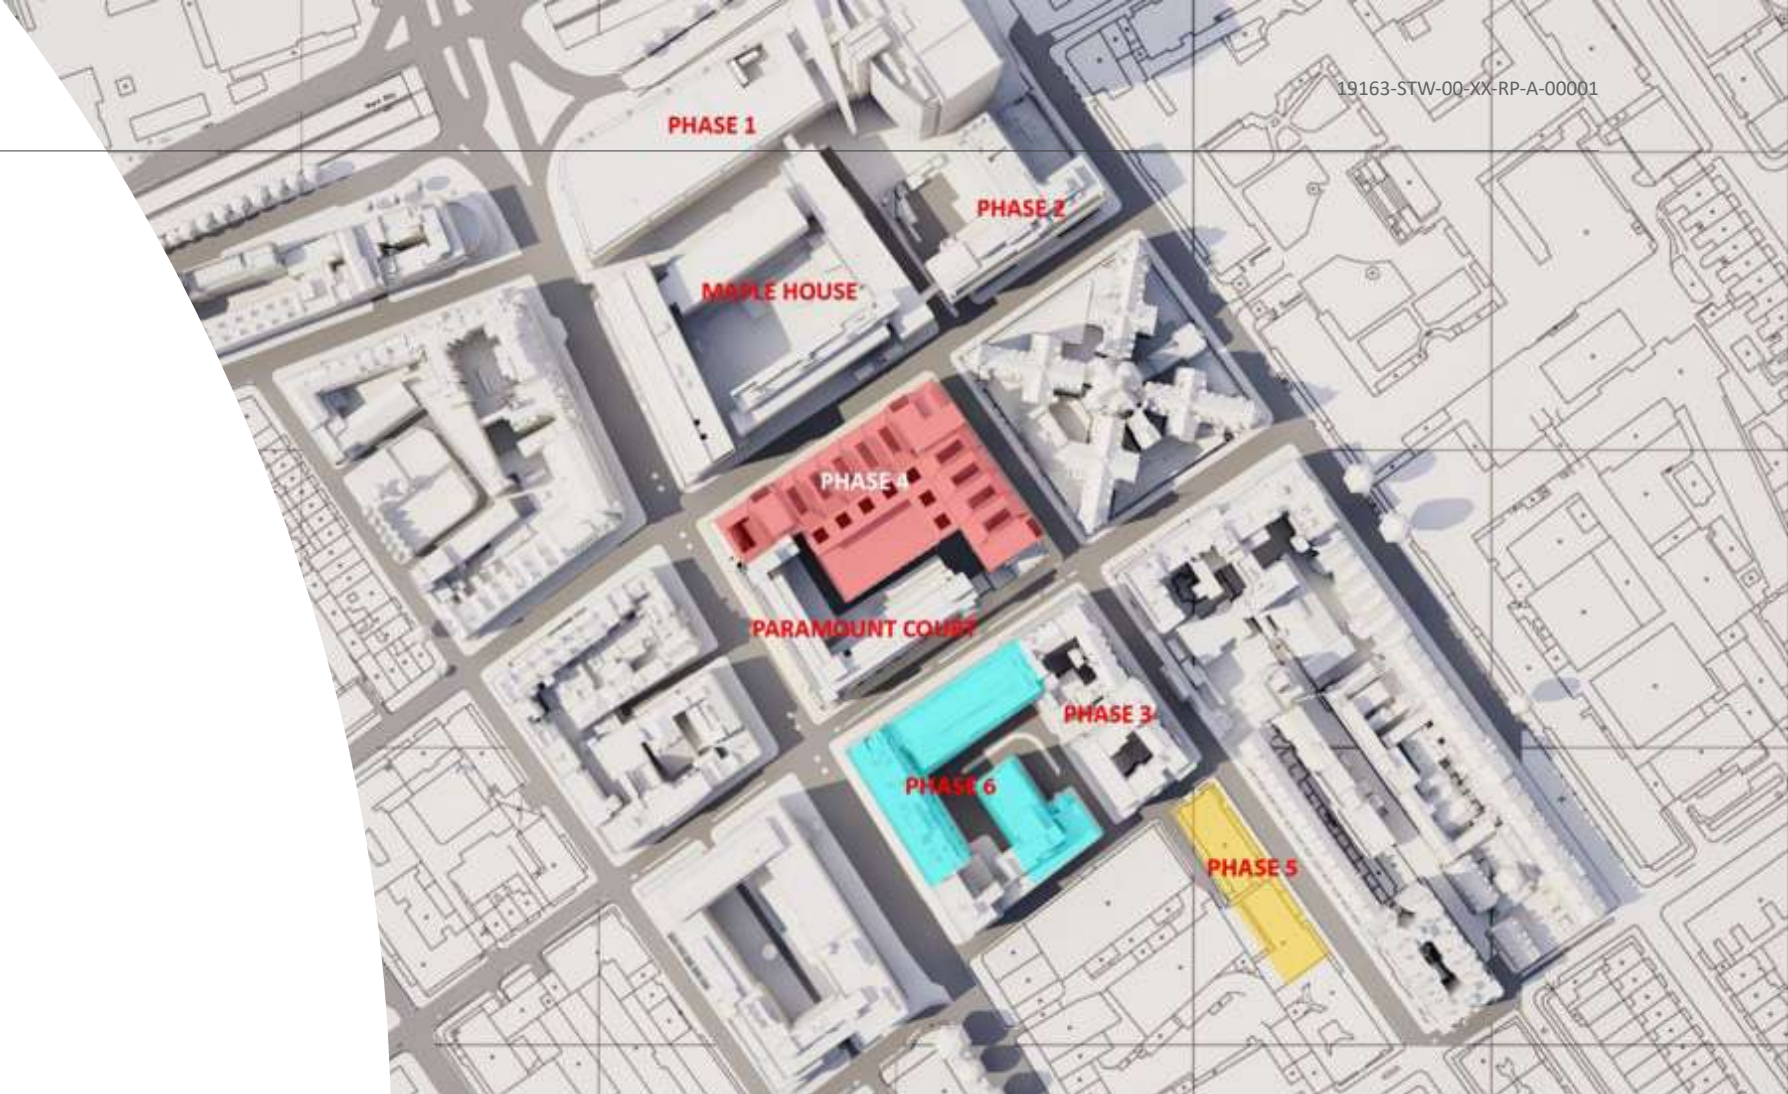 19163-STW-00-XX-RP-A-00001
PHASE 1
PHASE 2
MAPLE HOUSE
PHASE 4
PARAMOUNT COURT
PHASE 3
PHASE 6
PHASE 5